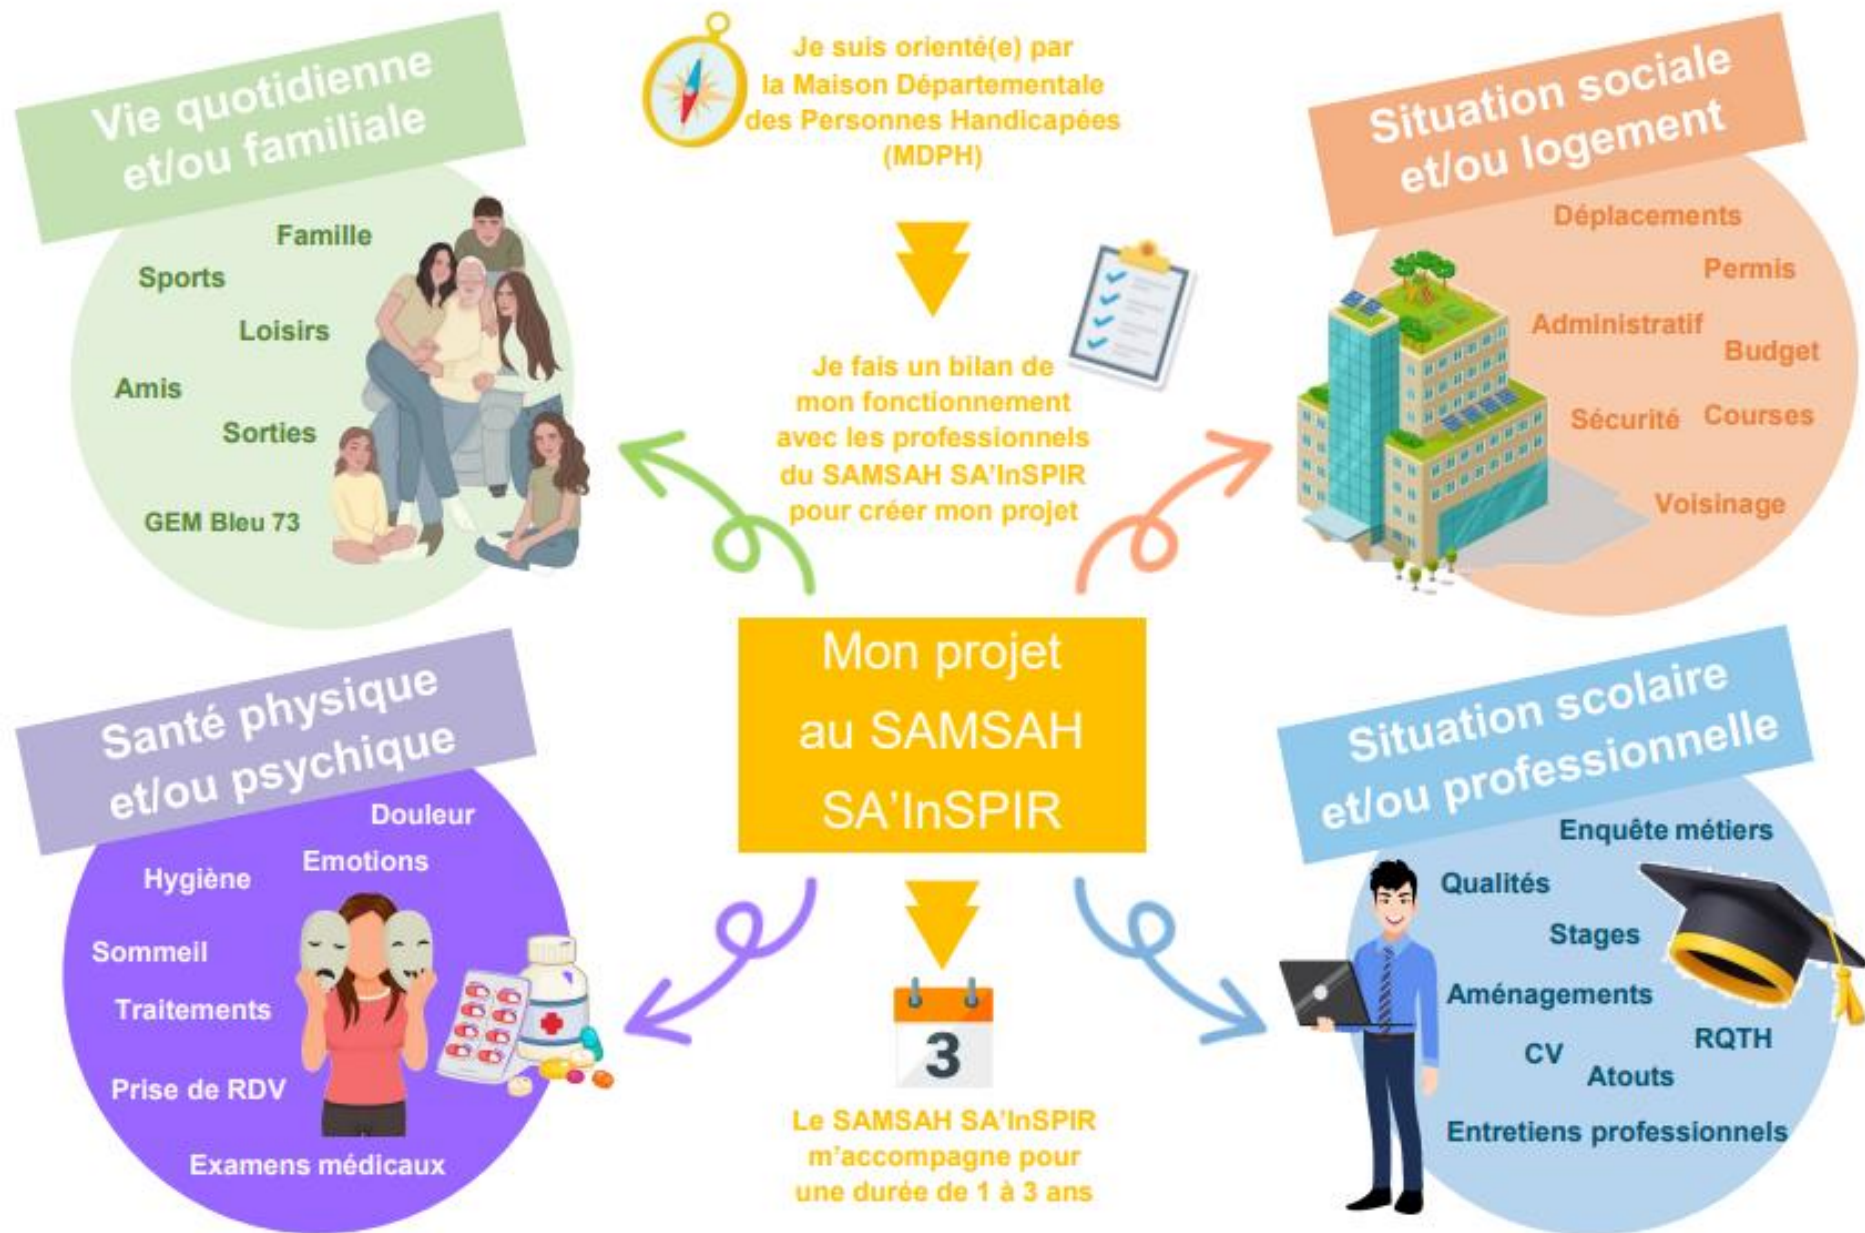 Vie quotidienne
et/ou familiale
Famille
Sports
Loisirs
Amis
Sorties
GEM Bleu 73
Je suis orienté(e) par
la Maison Départementale
des Personnes Handicapées
(MDPH)
Je fais un bilan de
mon fonctionnement
avec les professionnels
du SAMSAH SA'InSPIR
pour créer mon projet
Situation sociale
et/ou logement
Déplacements
Permis
Administratif
Budget
Sécurité
Courses
Voisinage
Mon projet
au SAMSAH
SA'InSPIR
Santé physique
et/ou psychique
Douleur
Emotions
Hygiène
Sommeil
Traitements
Prise de RDV
Examens médicaux
3
Le SAMSAH SA'InSPIR
m'accompagne pour
une durée de 1 à 3 ans
Situation scolaire
et/ou professionnelle
Enquête métiers
Qualités
Stages
Aménagements
RQTH
CV
Atouts
Entretiens professionnels